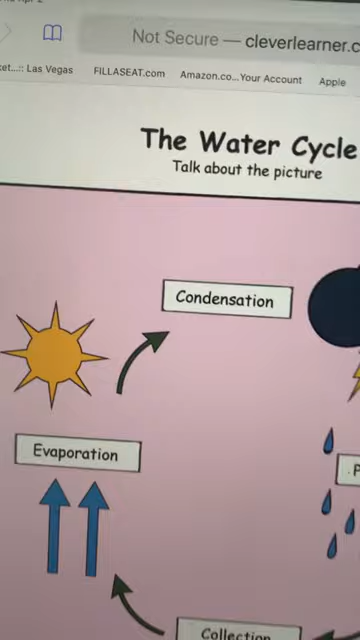 Not Secure — cleverlearner.c
ket...:: Las Vegas FILLASEAT.com Amazon.co...Your Account Apple
The Water Cycle
Talk about the picture
Condensation
Evaporation
P
Collection